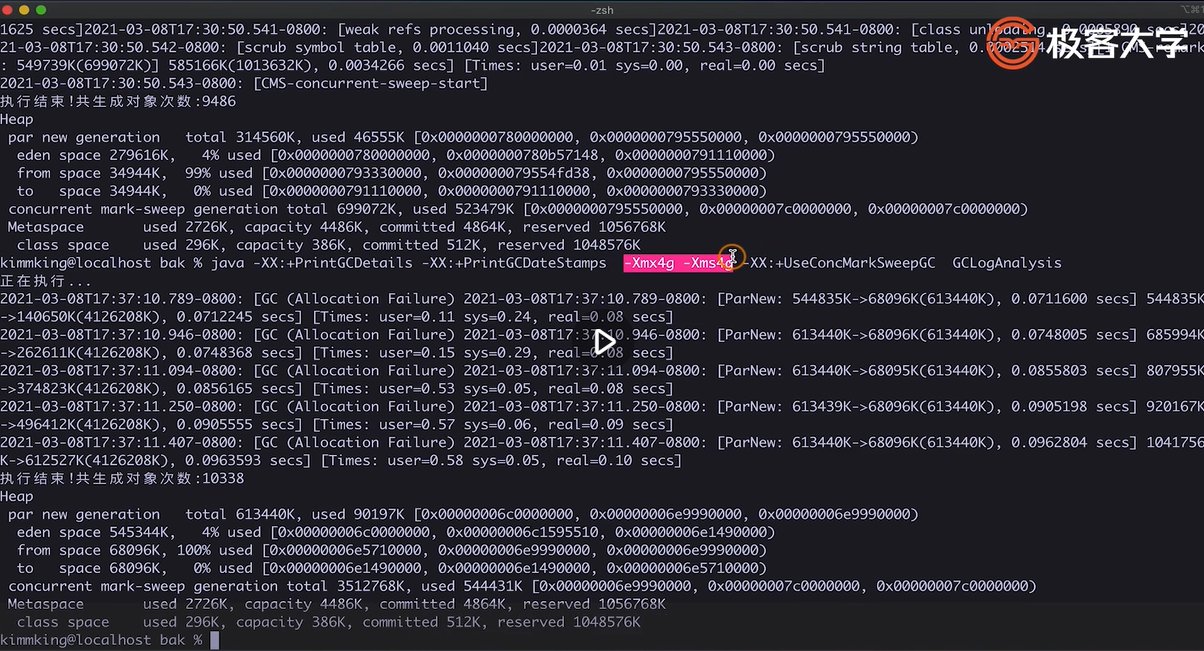 -zsh
1625 secs]2021-03-08T17:30:50.541-0800: [weak refs processing, 0.0000364 secs]2021-03-08T17:30:50.541-0800: [class unloading, 0.0005890 secs]20
21-03-08T17:30:50.542-0800: [scrub symbol table, 0.0011040 secs]2021-03-08T17:30:50.543-0800: [scrub string table,
极客大学
: 549739K(699072K)] 585166K(1013632K), 0.0034266 secs] [Times: user=0.01 sys=0.00, real=0.00 secs]
2021-03-08T17:30:50.543-0800: [CMS-concurrent-sweep-start]
执行结束!共生成对象次数:9486
Heap
 par new generation   total 314560K, used 46555K [0x0000000780000000, 0x0000000795550000, 0x0000000795550000)
  eden space 279616K,   4% used [0x0000000780000000, 0x0000000780b57148, 0x0000000791110000)
  from space 34944K,  99% used [0x0000000793330000, 0x000000079554fd38, 0x0000000795550000)
  to   space 34944K,   0% used [0x0000000791110000, 0x0000000791110000, 0x0000000793330000)
 concurrent mark-sweep generation total 699072K, used 523479K [0x0000000795550000, 0x00000007c0000000, 0x00000007c0000000)
 Metaspace       used 2726K, capacity 4486K, committed 4864K, reserved 1056768K
  class space    used 296K, capacity 386K, committed 512K, reserved 1048576K
kimmking@localhost bak % java -XX:+PrintGCDetails -XX:+PrintGCDateStamps  -Xmx4g -Xms4g -XX:+UseConcMarkSweepGC  GCLogAnalysis
正在执行...
2021-03-08T17:37:10.789-0800: [GC (Allocation Failure) 2021-03-08T17:37:10.789-0800: [ParNew: 544835K->68096K(613440K), 0.0711600 secs] 544835K
->140650K(4126208K), 0.0712245 secs] [Times: user=0.11 sys=0.24, real=0.08 secs]
2021-03-08T17:37:10.946-0800: [GC (Allocation Failure) 2021-03-08T17:37:10.946-0800: [ParNew: 613440K->68096K(613440K), 0.0748005 secs] 685994K
->262611K(4126208K), 0.0748368 secs] [Times: user=0.15 sys=0.29, real=0.08 secs]
2021-03-08T17:37:11.094-0800: [GC (Allocation Failure) 2021-03-08T17:37:11.094-0800: [ParNew: 613440K->68095K(613440K), 0.0855803 secs] 807955K
->374823K(4126208K), 0.0856165 secs] [Times: user=0.53 sys=0.05, real=0.08 secs]
2021-03-08T17:37:11.250-0800: [GC (Allocation Failure) 2021-03-08T17:37:11.250-0800: [ParNew: 613439K->68096K(613440K), 0.0905198 secs] 920167K
->496412K(4126208K), 0.0905555 secs] [Times: user=0.57 sys=0.06, real=0.09 secs]
2021-03-08T17:37:11.407-0800: [GC (Allocation Failure) 2021-03-08T17:37:11.407-0800: [ParNew: 613440K->68096K(613440K), 0.0962804 secs] 1041756
K->612527K(4126208K), 0.0963593 secs] [Times: user=0.58 sys=0.05, real=0.10 secs]
执行结束!共生成对象次数:10338
Heap
 par new generation   total 613440K, used 90197K [0x00000006c0000000, 0x00000006e9990000, 0x00000006e9990000)
  eden space 545344K,   4% used [0x00000006c0000000, 0x00000006c1595510, 0x00000006e1490000)
  from space 68096K, 100% used [0x00000006e5710000, 0x00000006e9990000, 0x00000006e9990000)
  to   space 68096K,   0% used [0x00000006e1490000, 0x00000006e1490000, 0x00000006e5710000)
 concurrent mark-sweep generation total 3512768K, used 544431K [0x00000006e9990000, 0x00000007c0000000, 0x00000007c0000000)
 Metaspace       used 2726K, capacity 4486K, committed 4864K, reserved 1056768K
  class space    used 296K, capacity 386K, committed 512K, reserved 1048576K
kimmking@localhost bak %